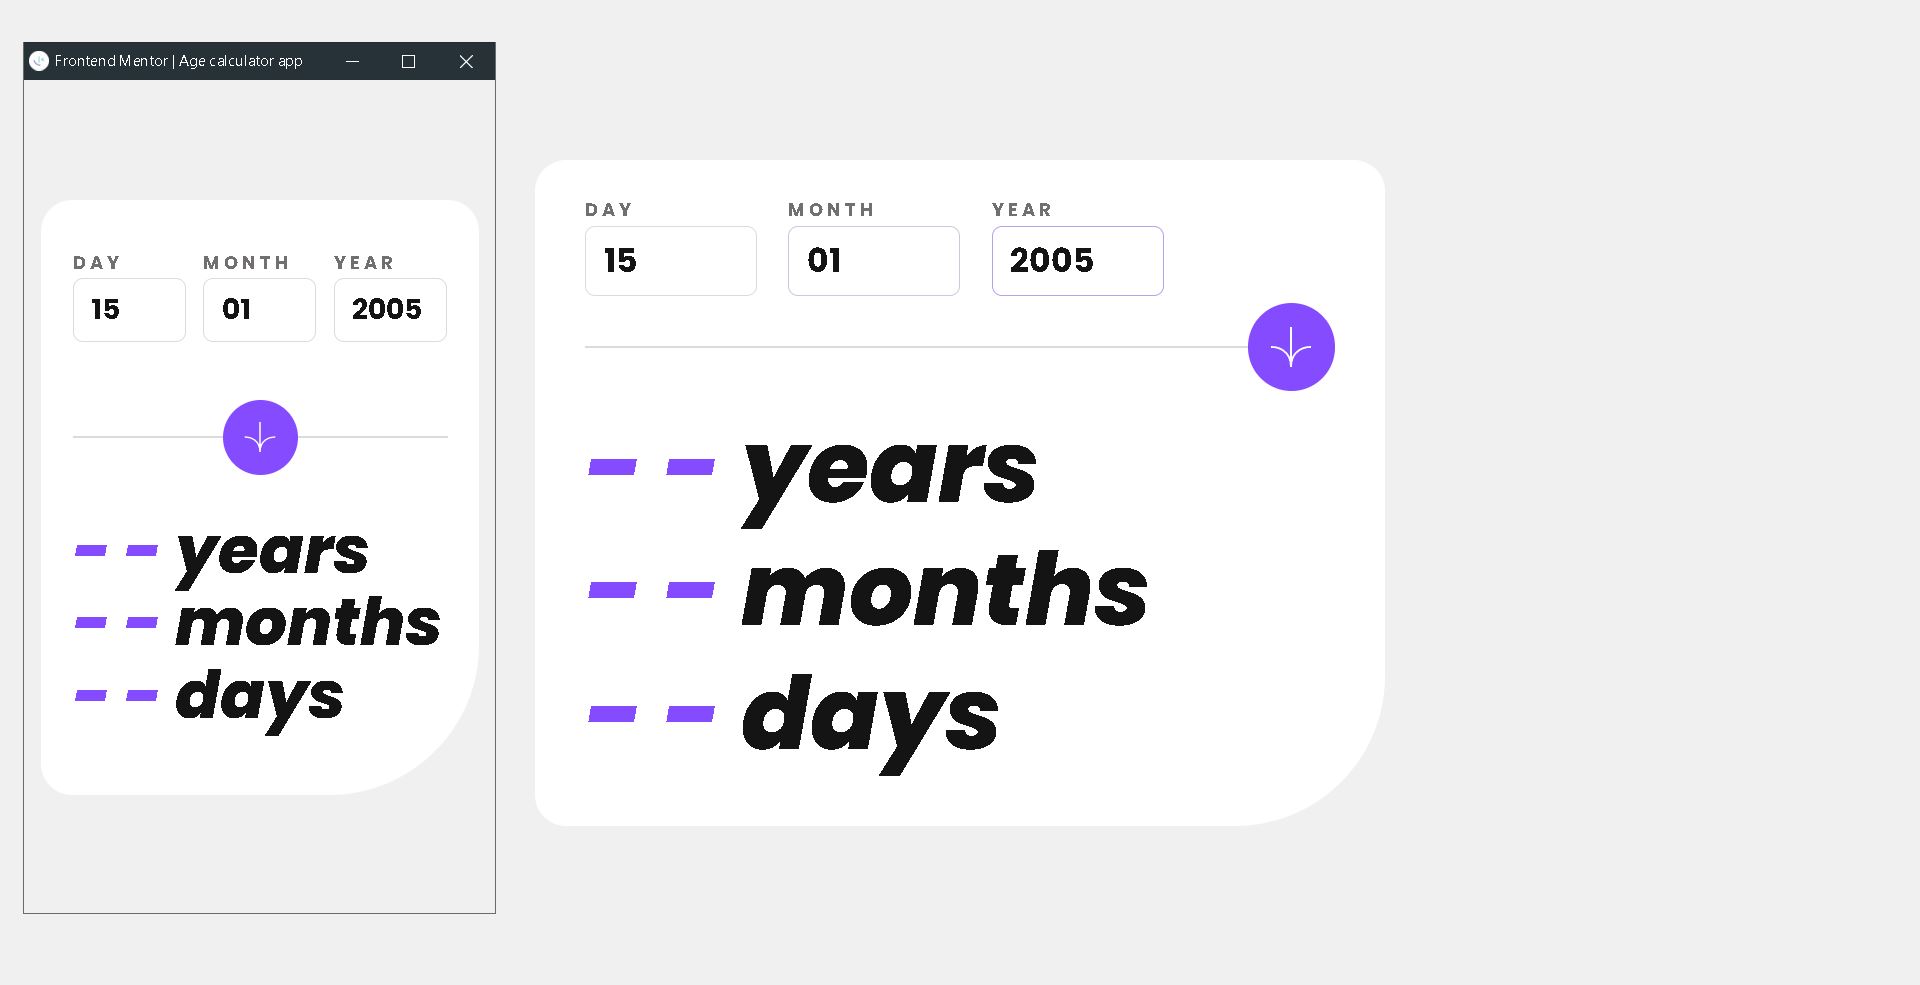 Frontend Mentor | Age calculator app
DAY MONTH YEAR
15 01 2005
- - years
- - months
- - days
DAY MONTH YEAR
15 01 2005
- - years
- - months
- - days